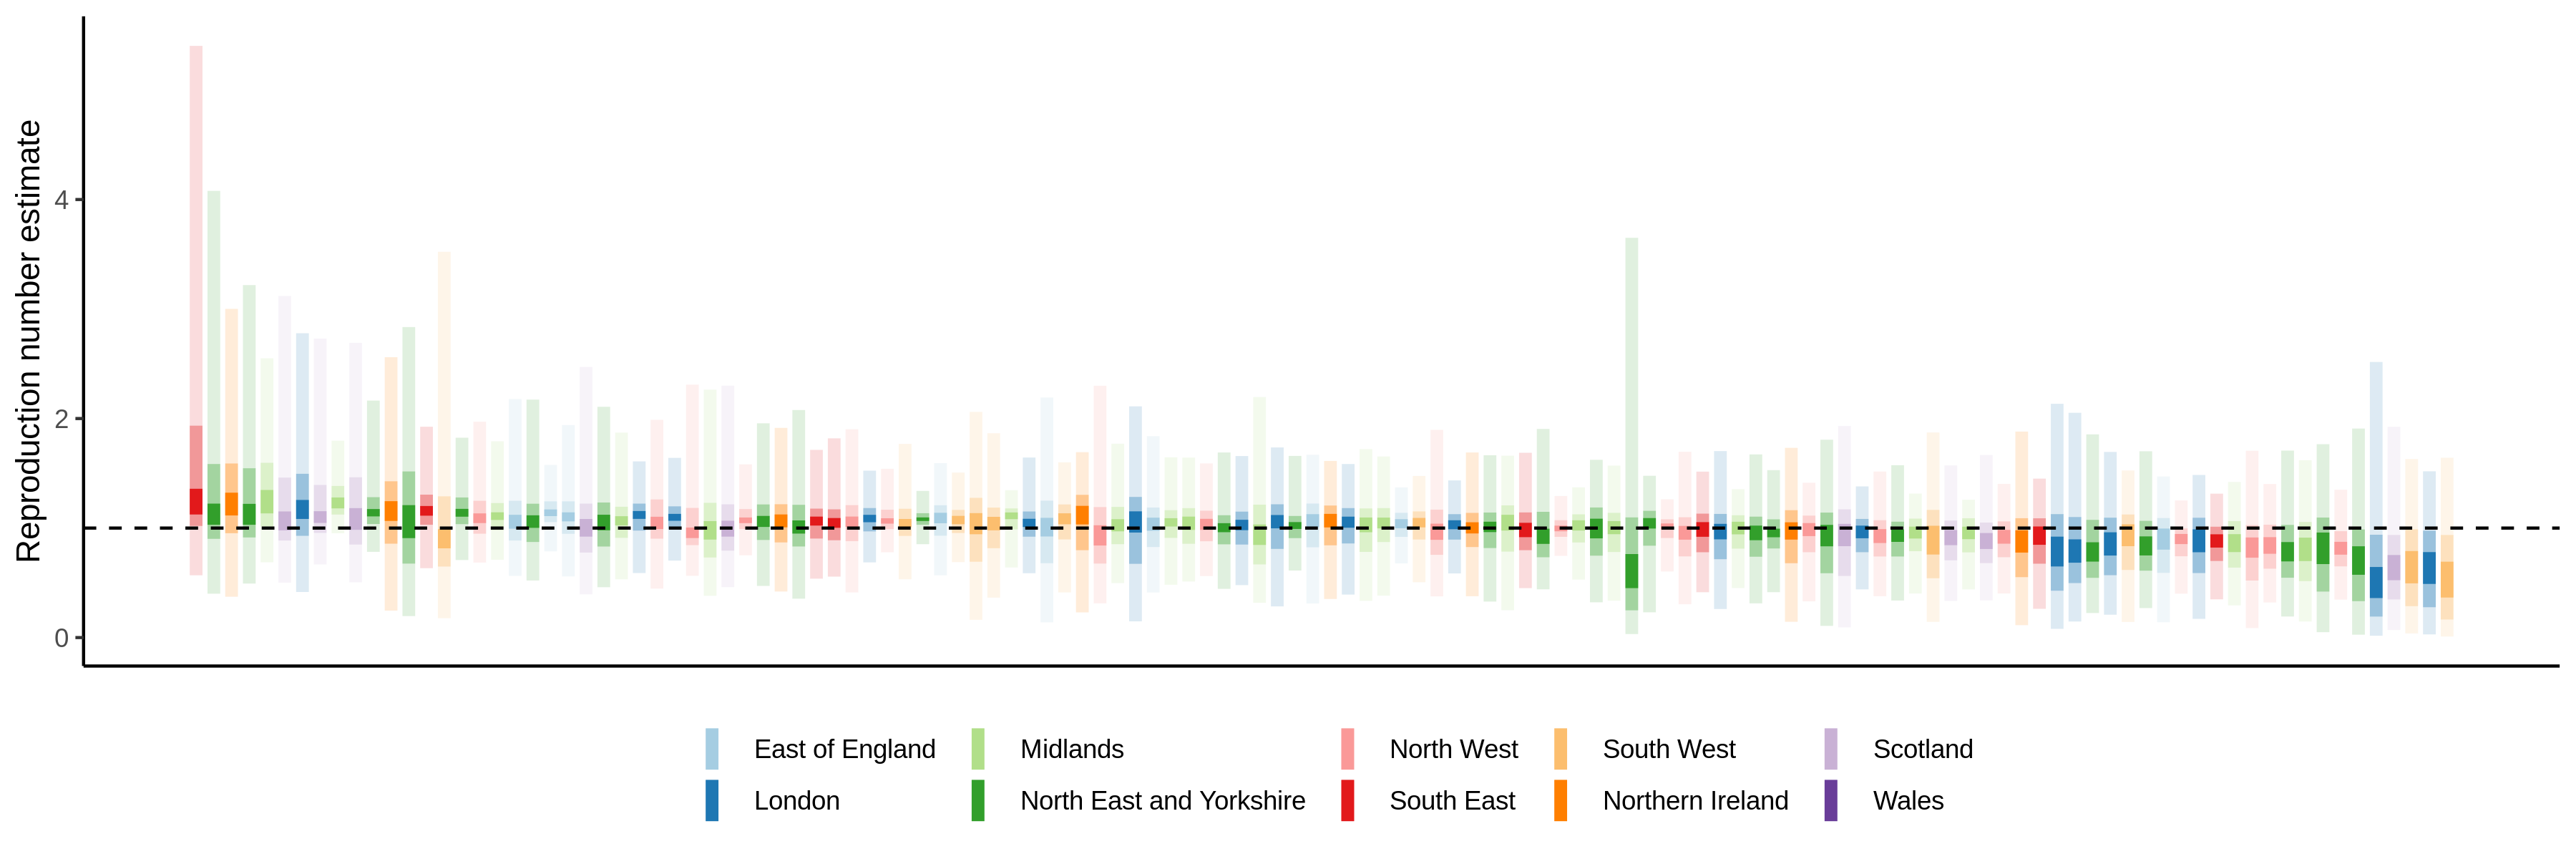 Reproduction number estimate
4
2
0
East of England
Midlands
North West
South West
Scotland
London
North East and Yorkshire
South East
Northern Ireland
Wales